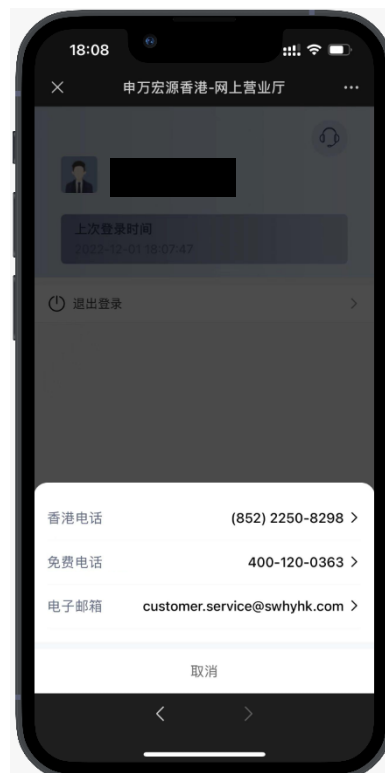 18:08
申万宏源香港-网上营业厅
上次登录时间
2022-12-01 18:07:47
退出登录
香港电话 (852) 2250-8298
免费电话 400-120-0363
电子邮箱 customer.service@swhyhk.com
取消